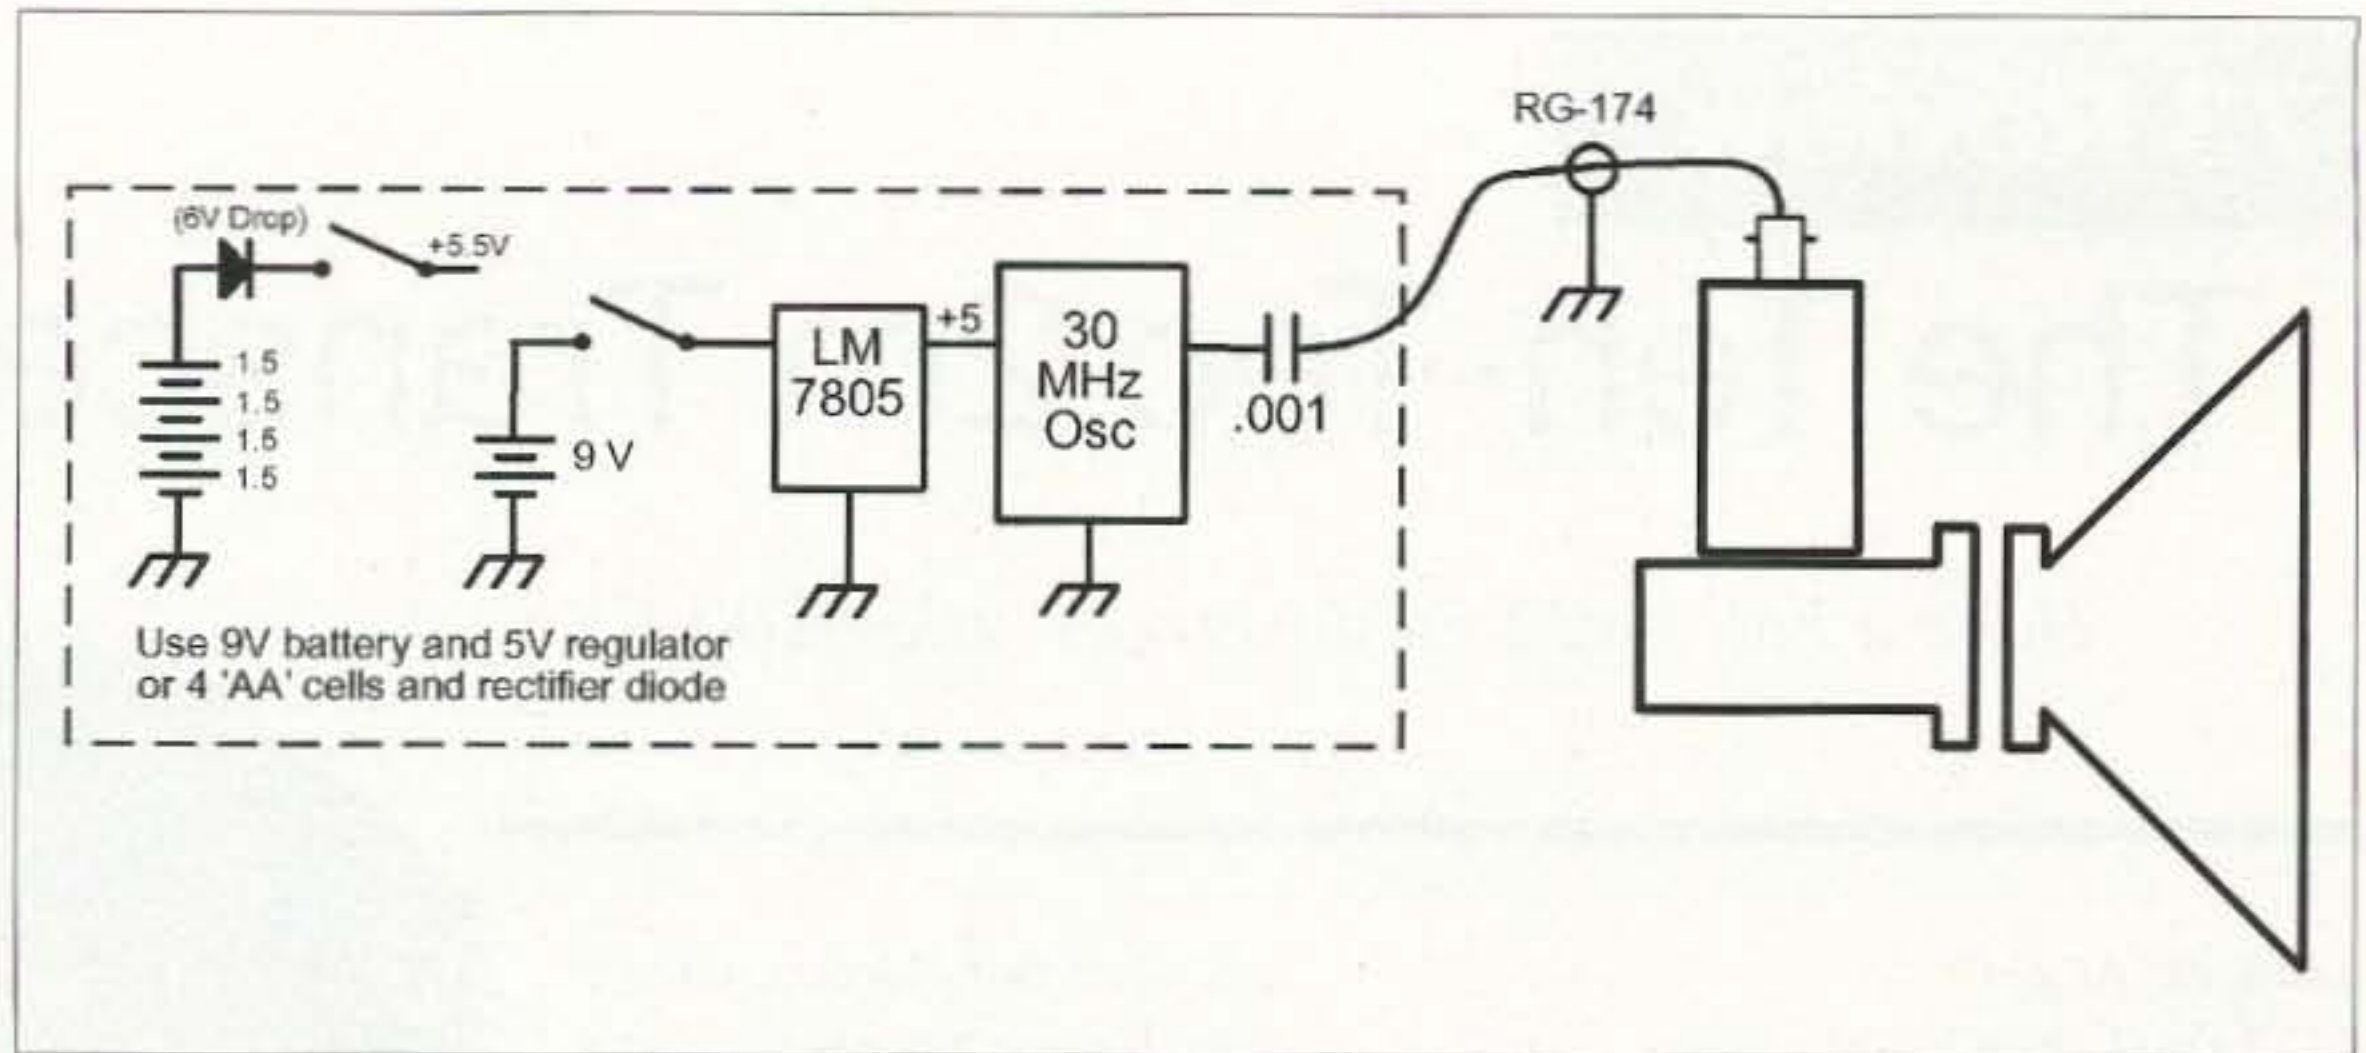 RG-174
(6V Drop)
+5.5V
1.5
1.5
1.5
1.5
9 V
LM
7805
+5
30
MHz
Osc
.001
Use 9V battery and 5V regulator
or 4 'AA' cells and rectifier diode